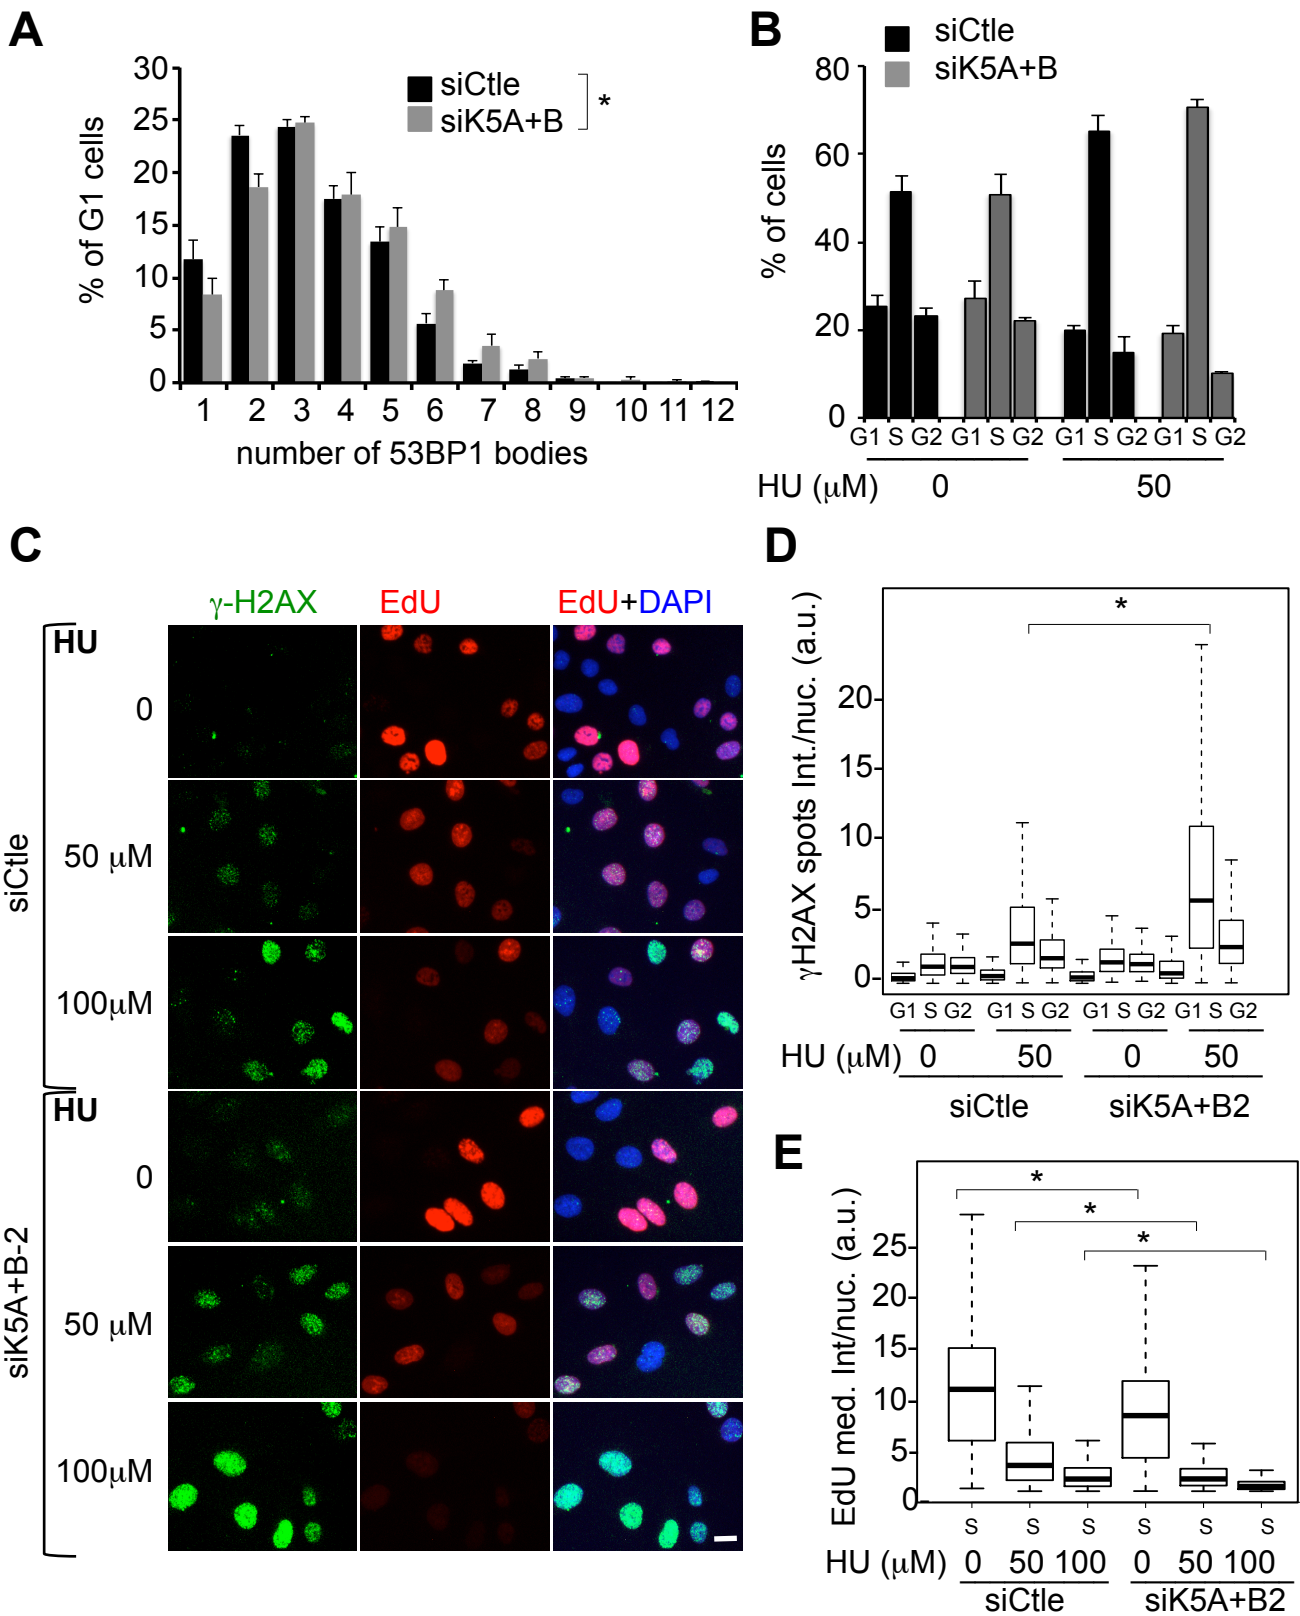 A
siCtle
siK5A+B
*
% of G1 cells
30
25
20
15
10
5
0
1 2 3 4 5 6 7 8 9 10 11 12
number of 53BP1 bodies
B
siCtle
siK5A+B
% of cells
80
60
40
20
0
G1 S G2 G1 S G2 G1 S G2 G1 S G2
HU (μM) 0 50
C
γ-H2AX EdU EdU+DAPI
siCtle
HU
0
50 μM
100μM
siK5A+B-2
HU
0
50 μM
100μM
D
γH2AX spots Int./nuc. (a.u.)
*
20
15
10
5
0
G1 S G2 G1 S G2 G1 S G2 G1 S G2
HU (μM) 0 50 0 50
siCtle siK5A+B2
E
EdU med. Int/nuc. (a.u.)
*
*
*
25
20
15
10
5
0
S S S S S S
HU (μM) 0 50 100 0 50 100
siCtle siK5A+B2